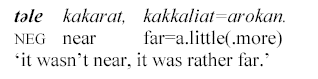 təle kakarat, kakkaliat=arokan.
NEG near far=a.little(.more)
‘it wasn’t near, it was rather far.’